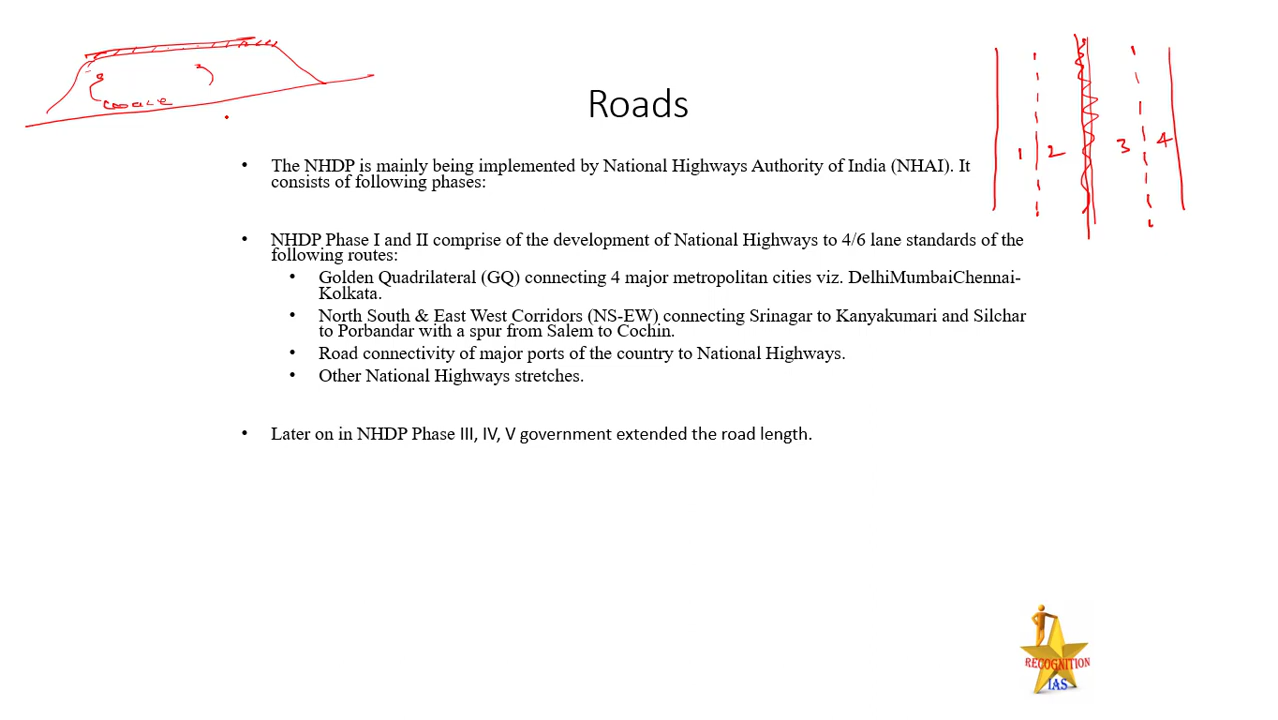 Roads
1 2 3 4
• The NHDP is mainly being implemented by National Highways Authority of India (NHAI). It
consists of following phases:
• NHDP Phase I and II comprise of the development of National Highways to 4/6 lane standards of the
following routes:
• Golden Quadrilateral (GQ) connecting 4 major metropolitan cities viz. DelhiMumbaiChennai-
Kolkata.
• North South & East West Corridors (NS-EW) connecting Srinagar to Kanyakumari and Silchar
to Porbandar with a spur from Salem to Cochin.
• Road connectivity of major ports of the country to National Highways.
• Other National Highways stretches.
• Later on in NHDP Phase III, IV, V government extended the road length.
RECOGNITION
IAS